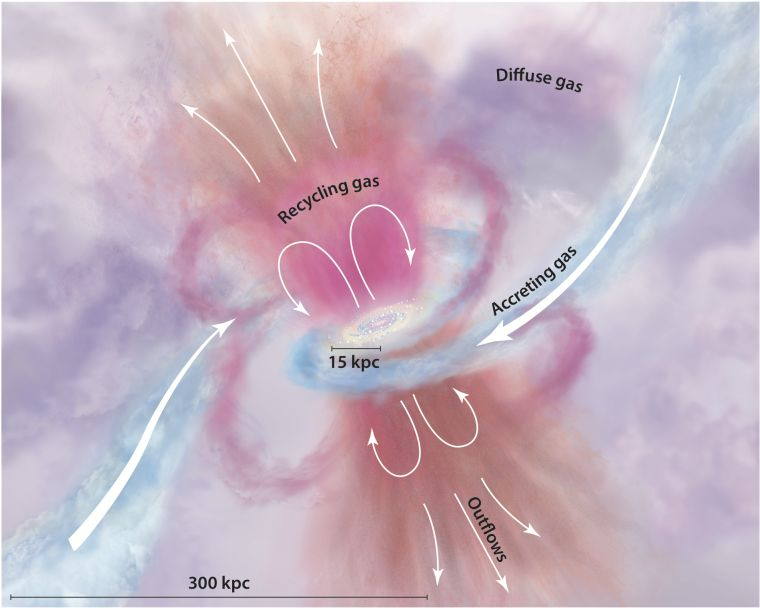 Diffuse gas
Recycling gas
Accreting gas
15 kpc
Outflows
300 kpc